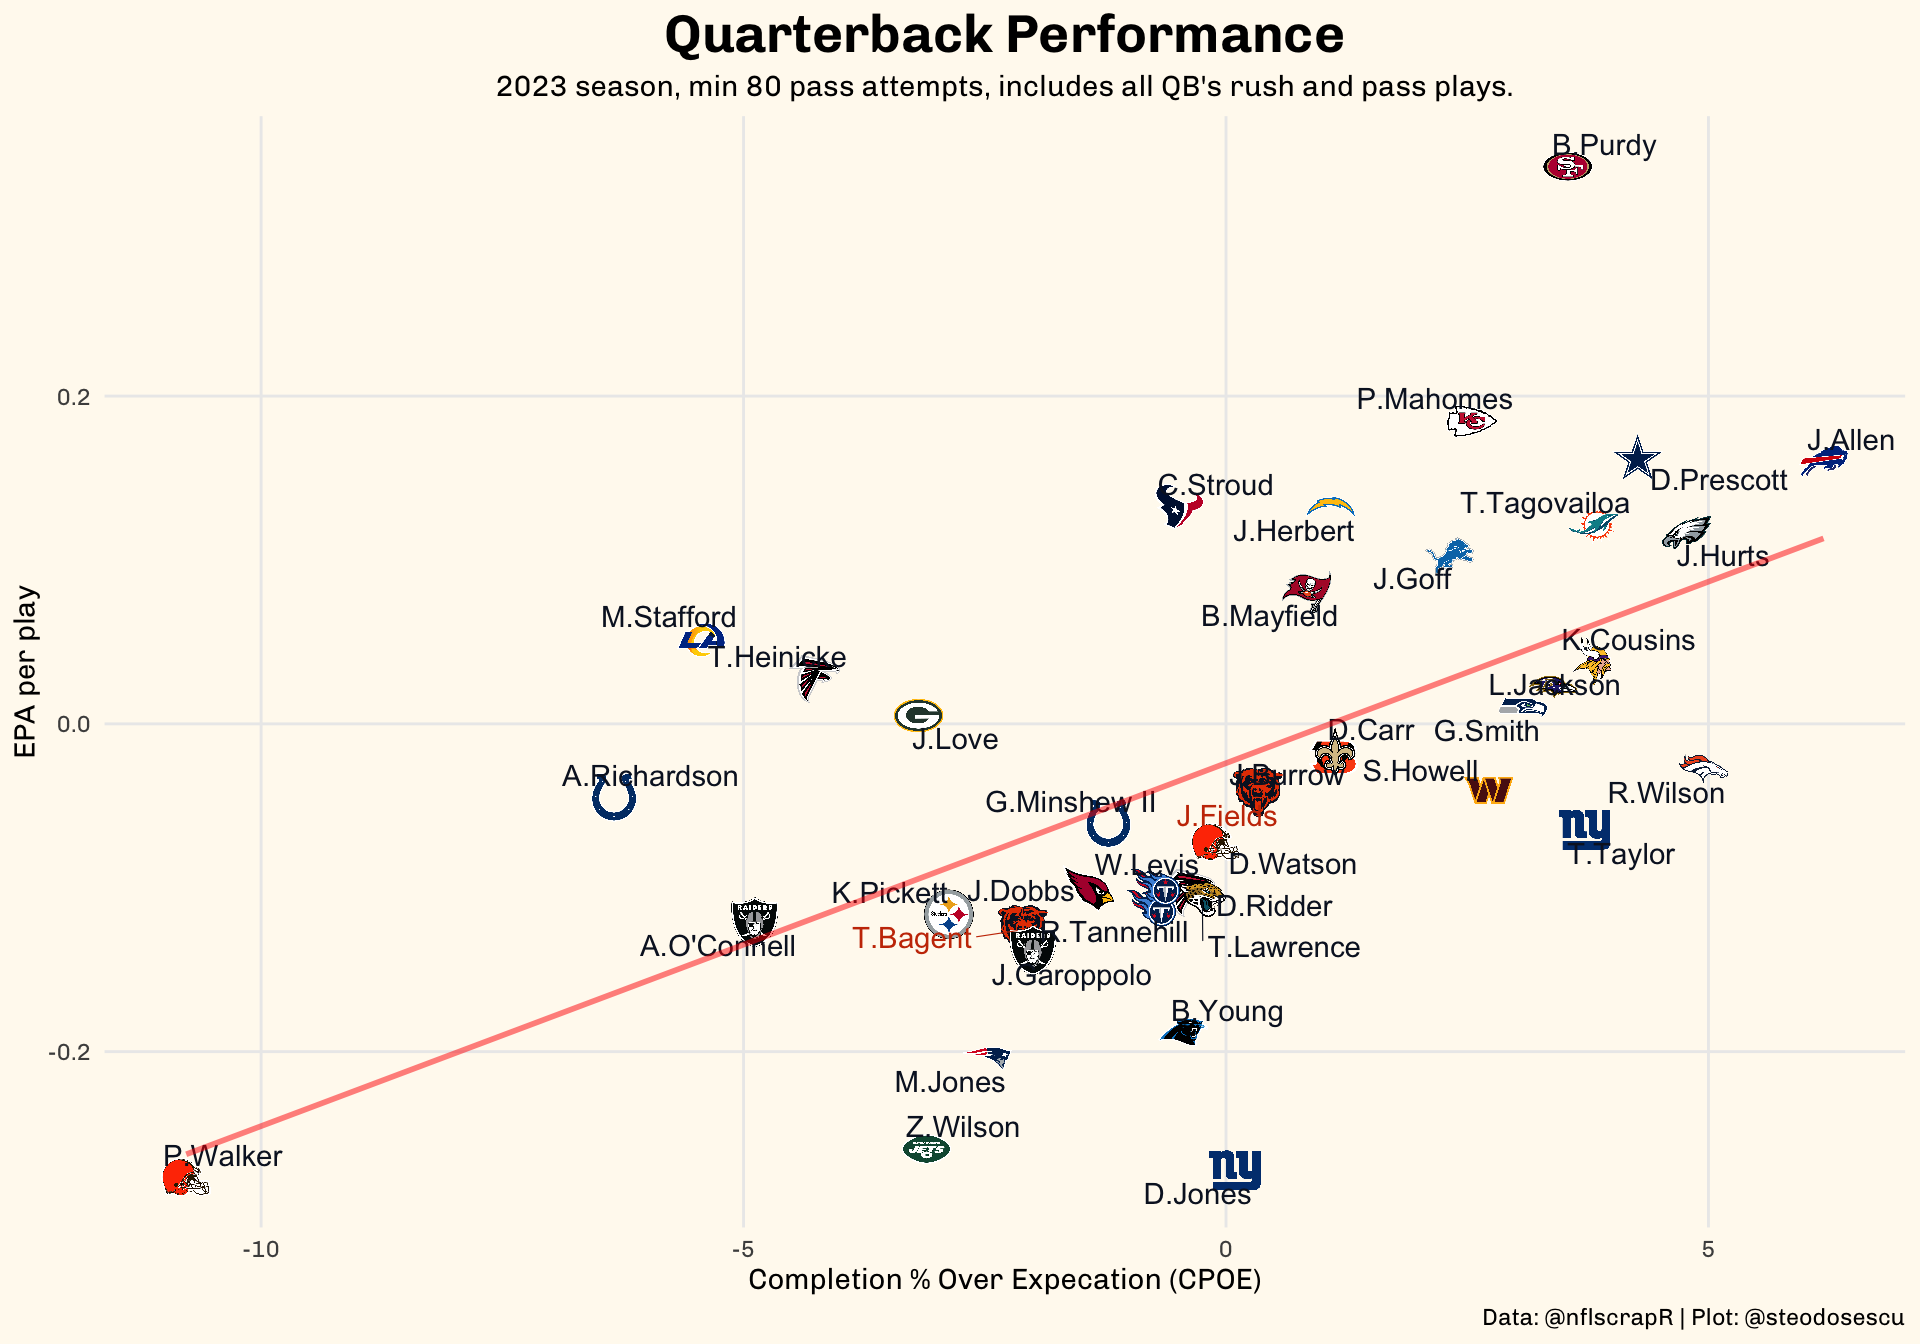 Quarterback Performance
2023 season, min 80 pass attempts, includes all QB's rush and pass plays.
B.Purdy
0.2
P.Mahomes
J.Allen
D.Prescott
C.Stroud
T.Tagovailoa
J.Herbert
J.Hurts
J.Goff
B.Mayfield
M.Stafford
K.Cousins
T.Heinicke
L.Jackson
0.0
J.Love
D.Carr
G.Smith
A.Richardson
J.Burrow
S.Howell
R.Wilson
G.Minshew II
J.Fields
T.Taylor
W.Levis
D.Watson
K.Pickett
J.Dobbs
D.Ridder
T.Bagent
R.Tannehill
A.O'Connell
T.Lawrence
J.Garoppolo
B.Young
-0.2
M.Jones
Z.Wilson
P.Walker
D.Jones
EPA per play
-10
-5
0
5
Completion % Over Expecation (CPOE)
Data: @nflscrapR | Plot: @steodosescu